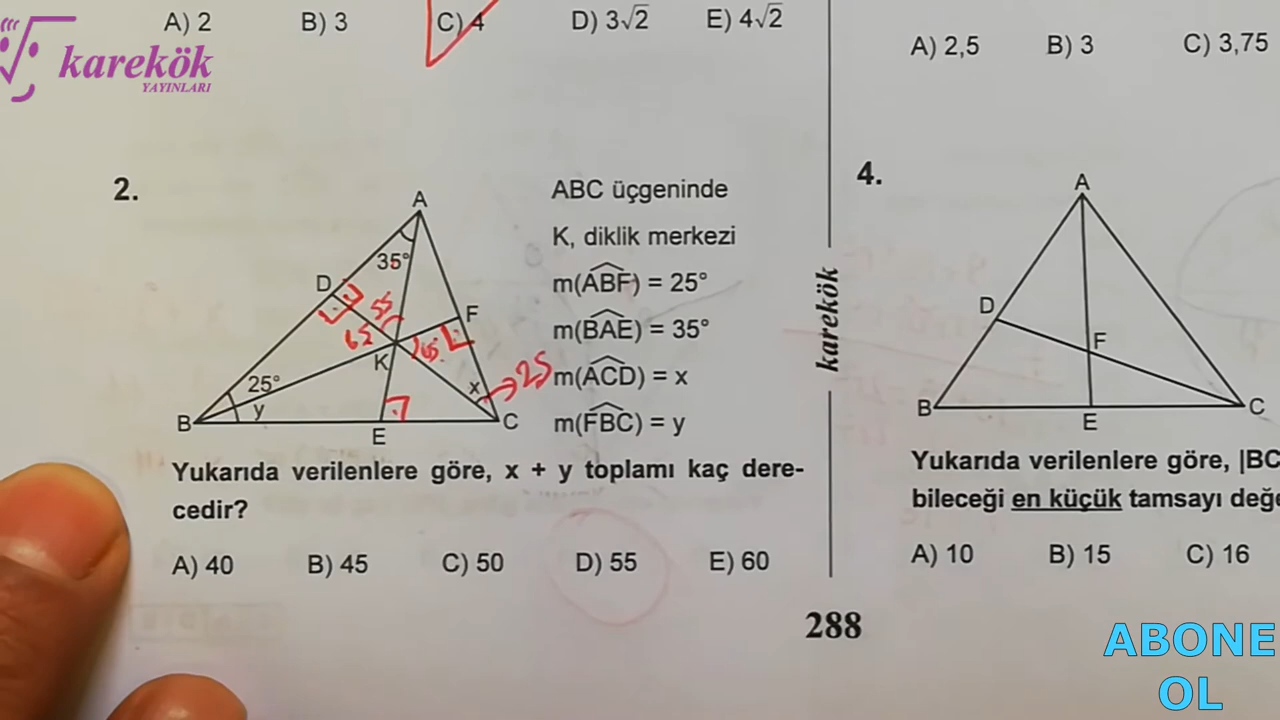 A) 2 B) 3 C) 4 D) 3√2 E) 4√2
karekök
YAYINLARI
2.
A
35°
D
55
65
F
K
65
25°
y
x
25
B
E
C
ABC üçgeninde
K, diklik merkezi
m(ABF) = 25°
m(BAE) = 35°
m(ACD) = x
m(FBC) = y
Yukarıda verilenlere göre, x + y toplamı kaç dere-
cedir?
A) 40 B) 45 C) 50 D) 55 E) 60
karekök
288
A) 2,5 B) 3 C) 3,75
4.
A
D
F
B
E
C
Yukarıda verilenlere göre, |BC
bileceği en küçük tamsayı değe
A) 10 B) 15 C) 16
ABONE
OL